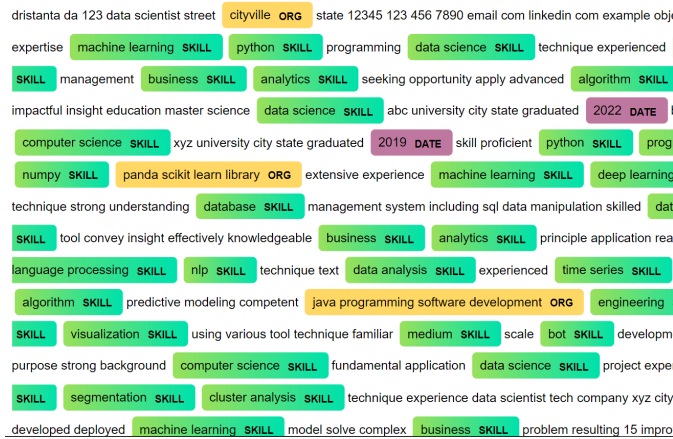 dristanta da 123 data scientist street cityville ORG state 12345 123 456 7890 email com linkedin com example obje
expertise machine learning SKILL python SKILL programming data science SKILL technique experienced
SKILL management business SKILL analytics SKILL seeking opportunity apply advanced algorithm SKILL
impactful insight education master science data science SKILL abc university city state graduated 2022 DATE
computer science SKILL xyz university city state graduated 2019 DATE skill proficient python SKILL prog
numpy SKILL panda scikit learn library ORG extensive experience machine learning SKILL deep learning
technique strong understanding database SKILL management system including sql data manipulation skilled dat
SKILL tool convey insight effectively knowledgeable business SKILL analytics SKILL principle application rea
language processing SKILL nlp SKILL technique text data analysis SKILL experienced time series SKILL
algorithm SKILL predictive modeling competent java programming software development ORG engineering
SKILL visualization SKILL using various tool technique familiar medium SKILL scale bot SKILL developm
purpose strong background computer science SKILL fundamental application data science SKILL project exper
SKILL segmentation SKILL cluster analysis SKILL technique experience data scientist tech company xyz city
developed deployed machine learning SKILL model solve complex business SKILL problem resulting 15 impro